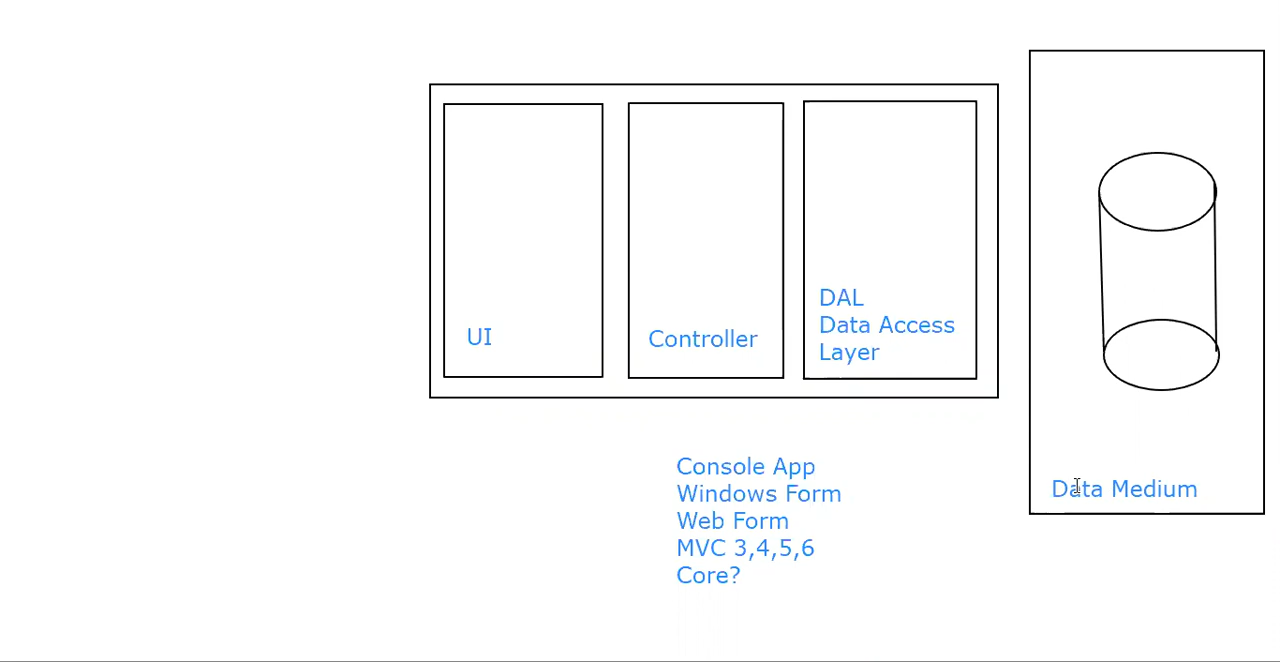 UI
Controller
DAL
Data Access
Layer
Console App
Windows Form
Web Form
MVC 3,4,5,6
Core?
Data Medium